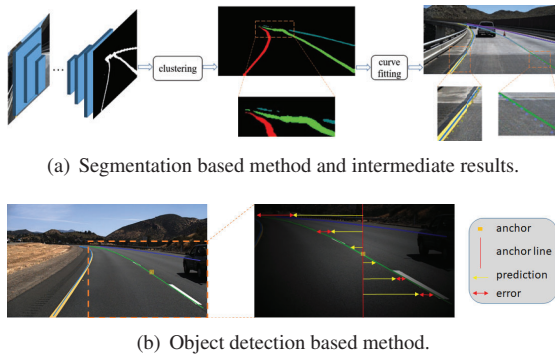 clustering
curve
fitting
(a) Segmentation based method and intermediate results.
anchor
anchor line
prediction
error
(b) Object detection based method.